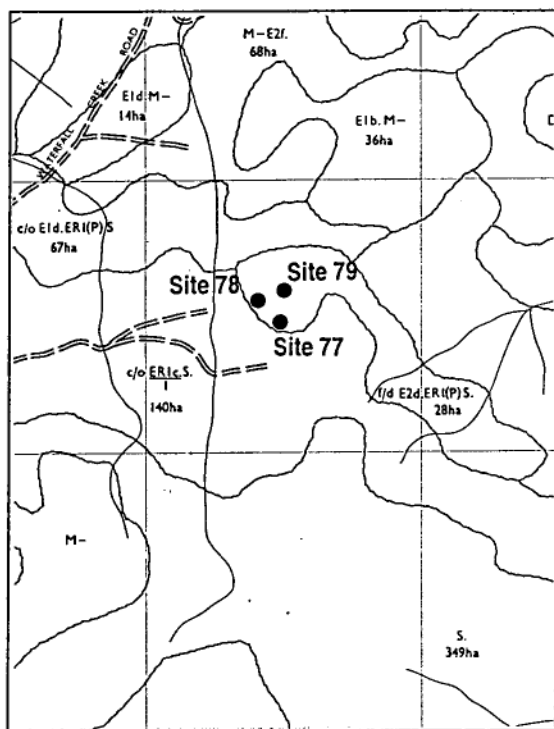 M-E2f.
68ha
WATERFALL CREEK ROAD
E1d. M-
14ha
E1b. M-
36ha
c/o E1d. ER1(P) S
67ha
Site 78
Site 79
Site 77
c/o ER1c. S.
1
140ha
f/d E2d. ER1(P) S.
28ha
M-
S.
349ha